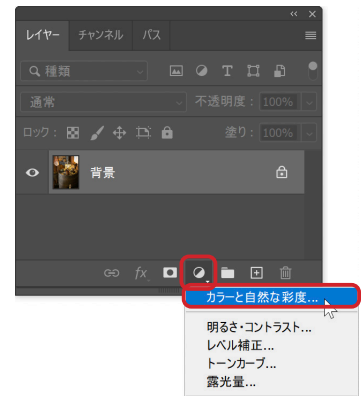 レイヤー チャンネル パス
種類
通常 不透明度: 100%
ロック: 塗り: 100%
背景
fx
カラーと自然な彩度...
明るさ・コントラスト...
レベル補正...
トーンカーブ...
露光量...